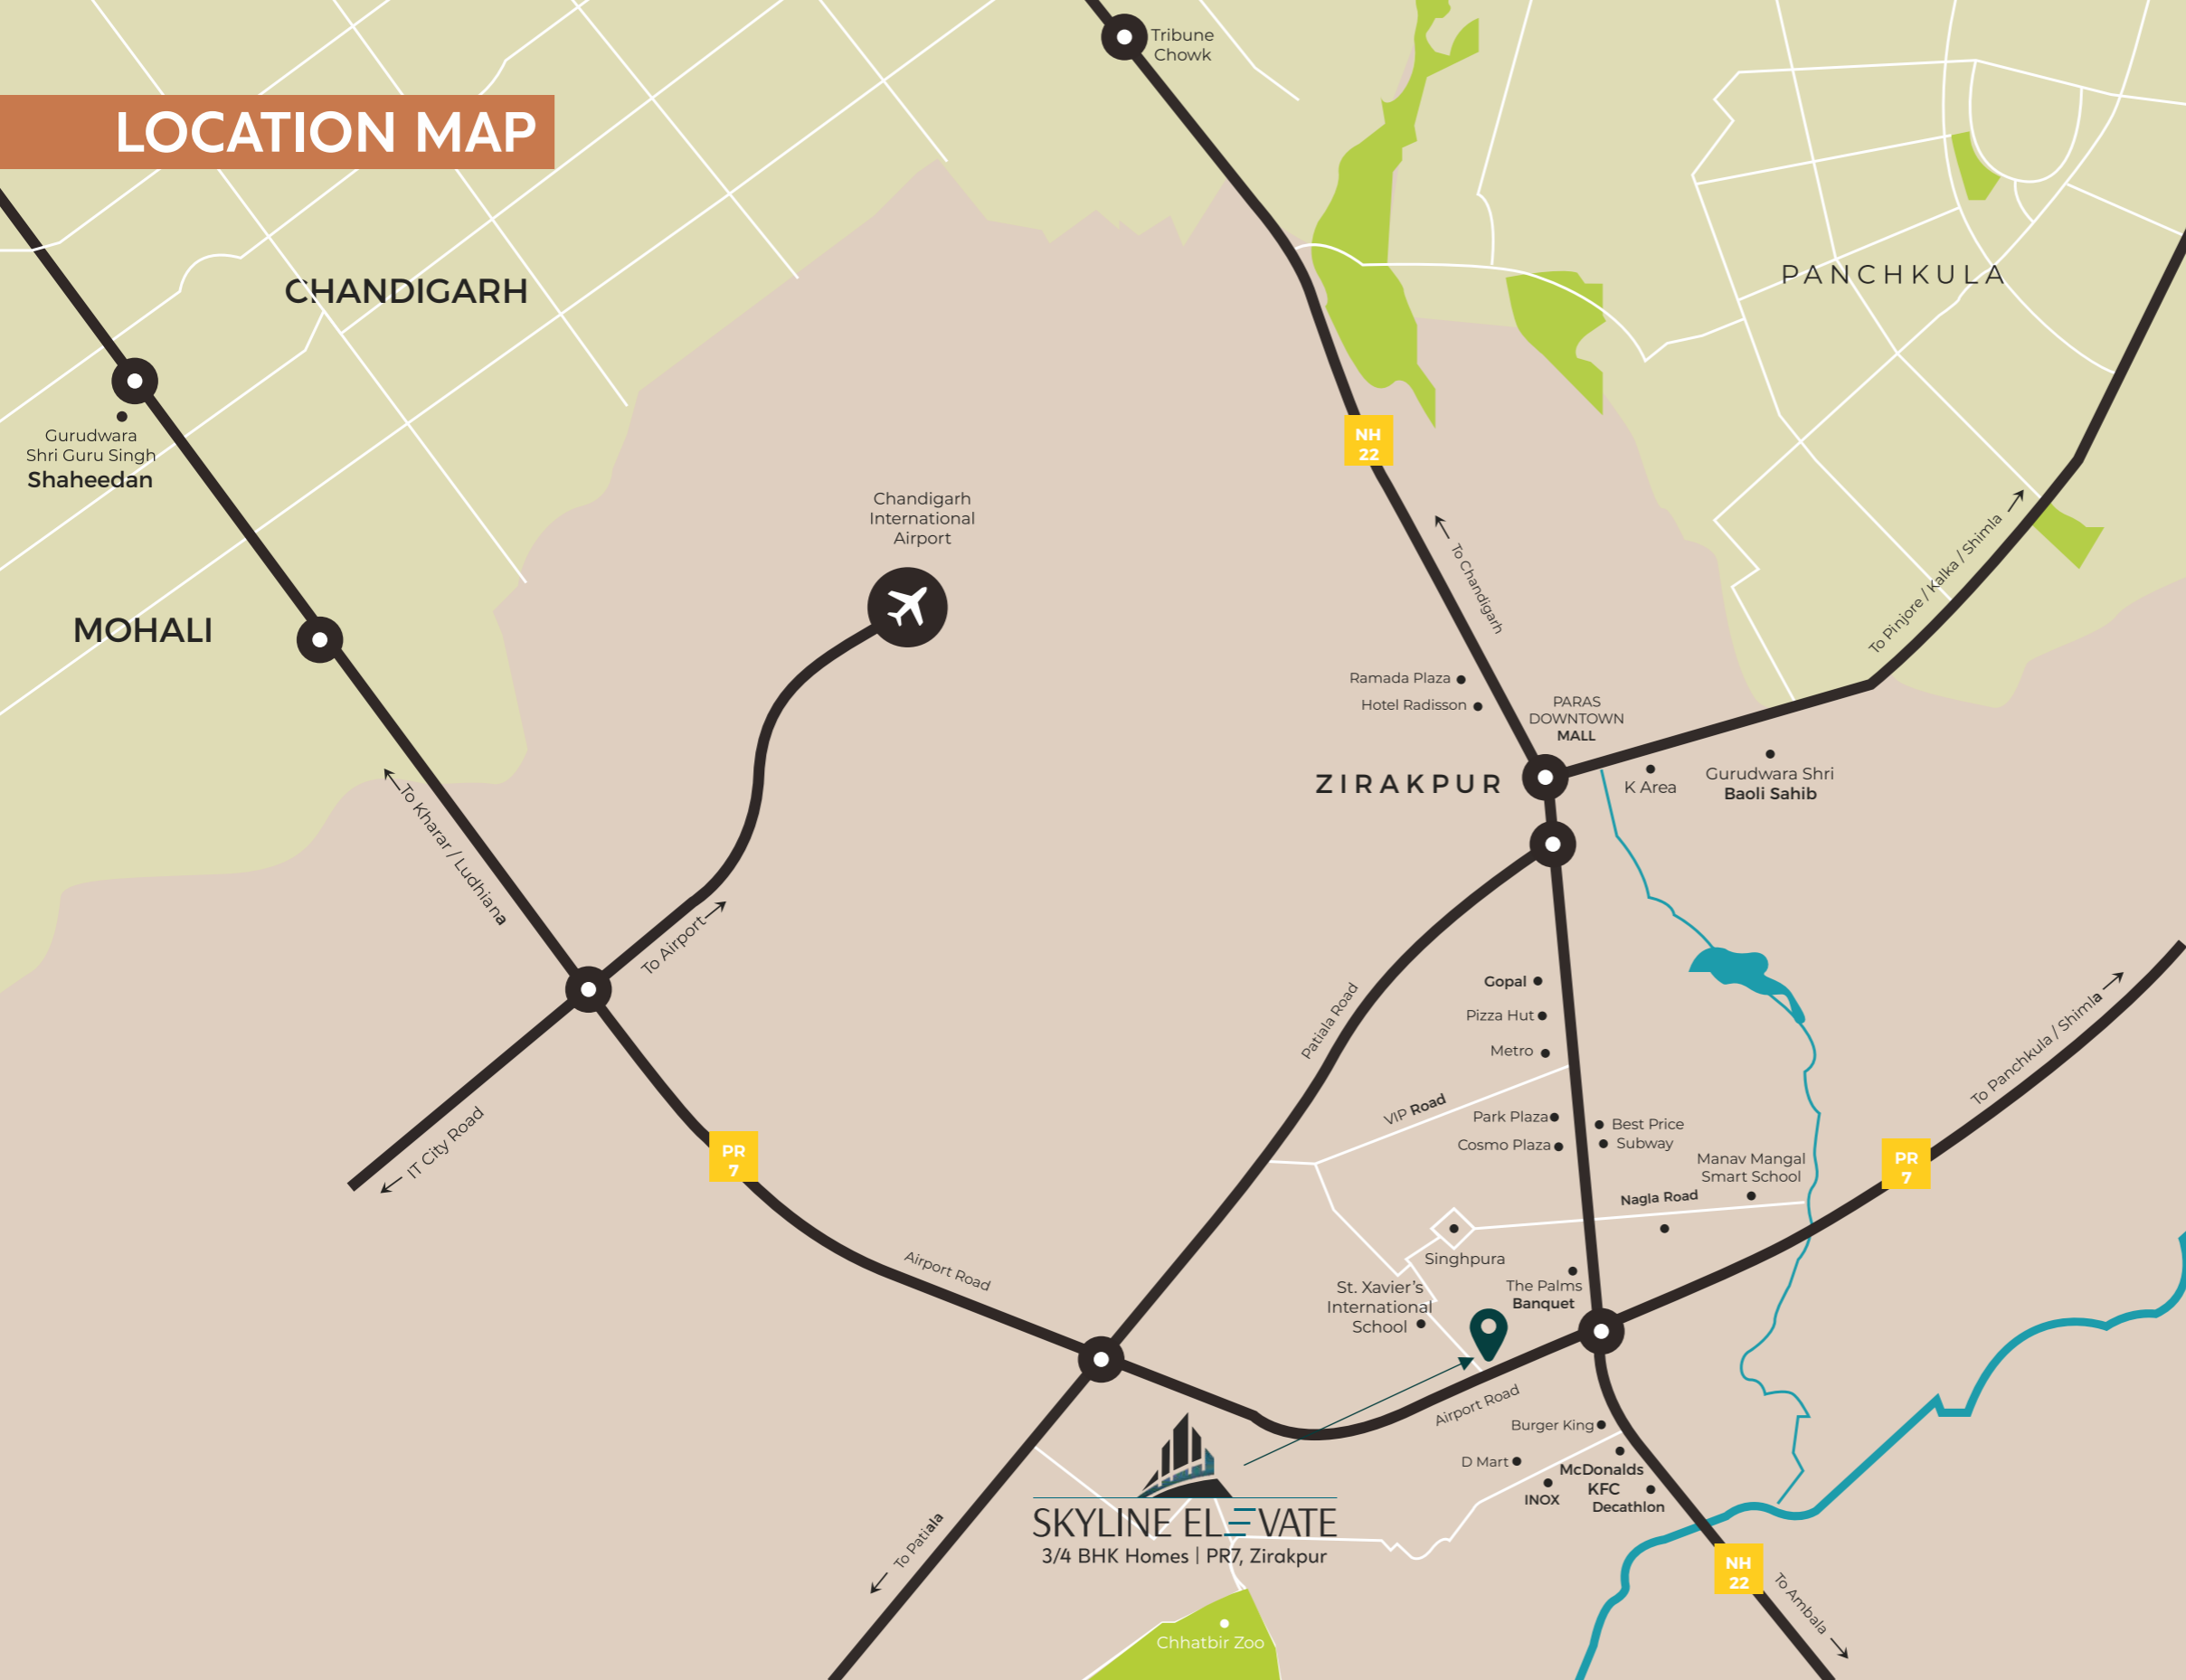 Tribune
Chowk
LOCATION MAP
CHANDIGARH
PANCHKULA
Gurudwara
Shri Guru Singh
Shaheedan
NH
22
Chandigarh
International
Airport
To Chandigarh
To Pinjore / Kalka / Shimla
MOHALI
Ramada Plaza
Hotel Radisson
PARAS
DOWNTOWN
MALL
ZIRAKPUR
K Area
Gurudwara Shri
Baoli Sahib
To Kharar / Ludhiana
To Airport
Gopal
Pizza Hut
Metro
Patiala Road
To Panchkula / Shimla
VIP Road
IT City Road
PR
7
Park Plaza
Cosmo Plaza
Best Price
Subway
Manav Mangal
Smart School
PR
7
Nagla Road
Airport Road
Singhpura
St. Xavier's
International
School
The Palms
Banquet
Airport Road
Burger King
D Mart
McDonalds
KFC
INOX
Decathlon
SKYLINE ELEVATE
3/4 BHK Homes | PR7, Zirakpur
To Patiala
NH
22
To Ambala
Chhatbir Zoo